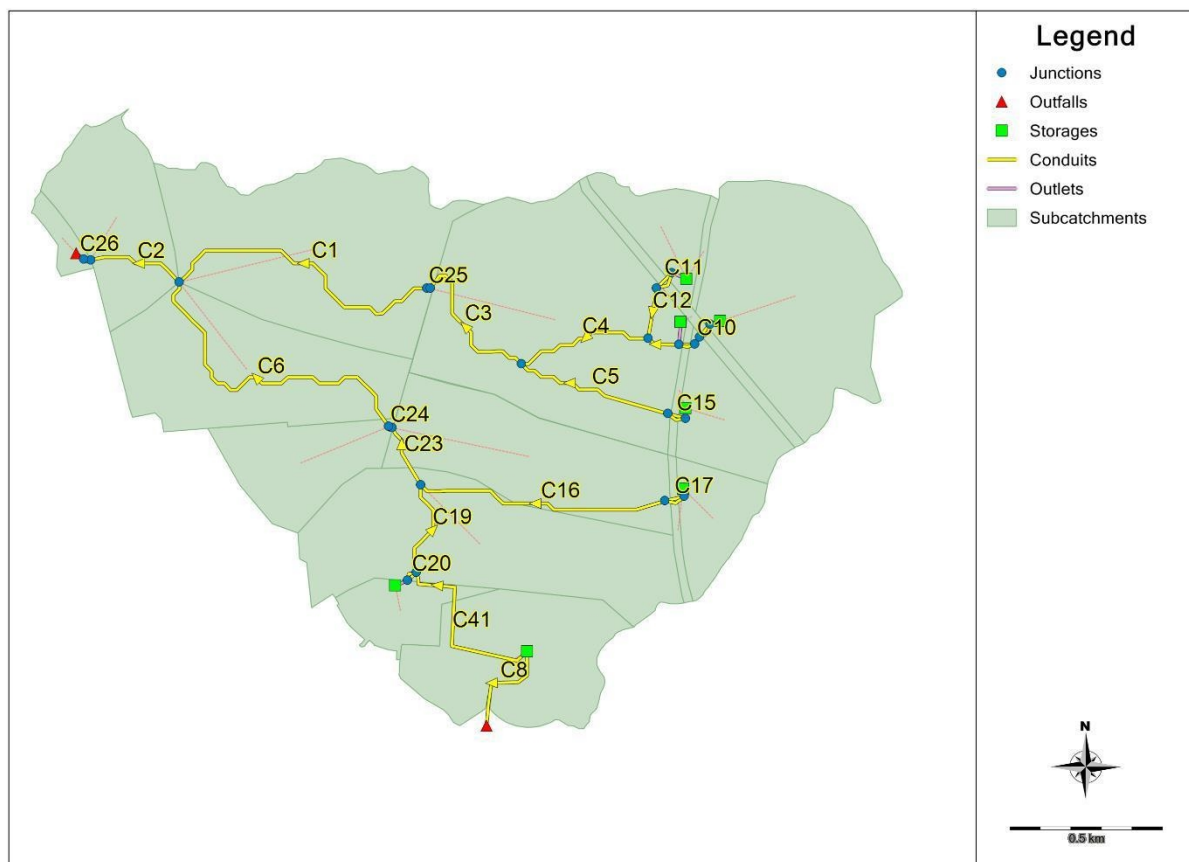 Legend
Junctions
Outfalls
Storages
Conduits
Outlets
Subcatchments
C26
C2
C1
C25
C11
C12
C10
C3
C4
C5
C6
C15
C24
C23
C17
C16
C19
C20
C41
C8
N
0.5 km